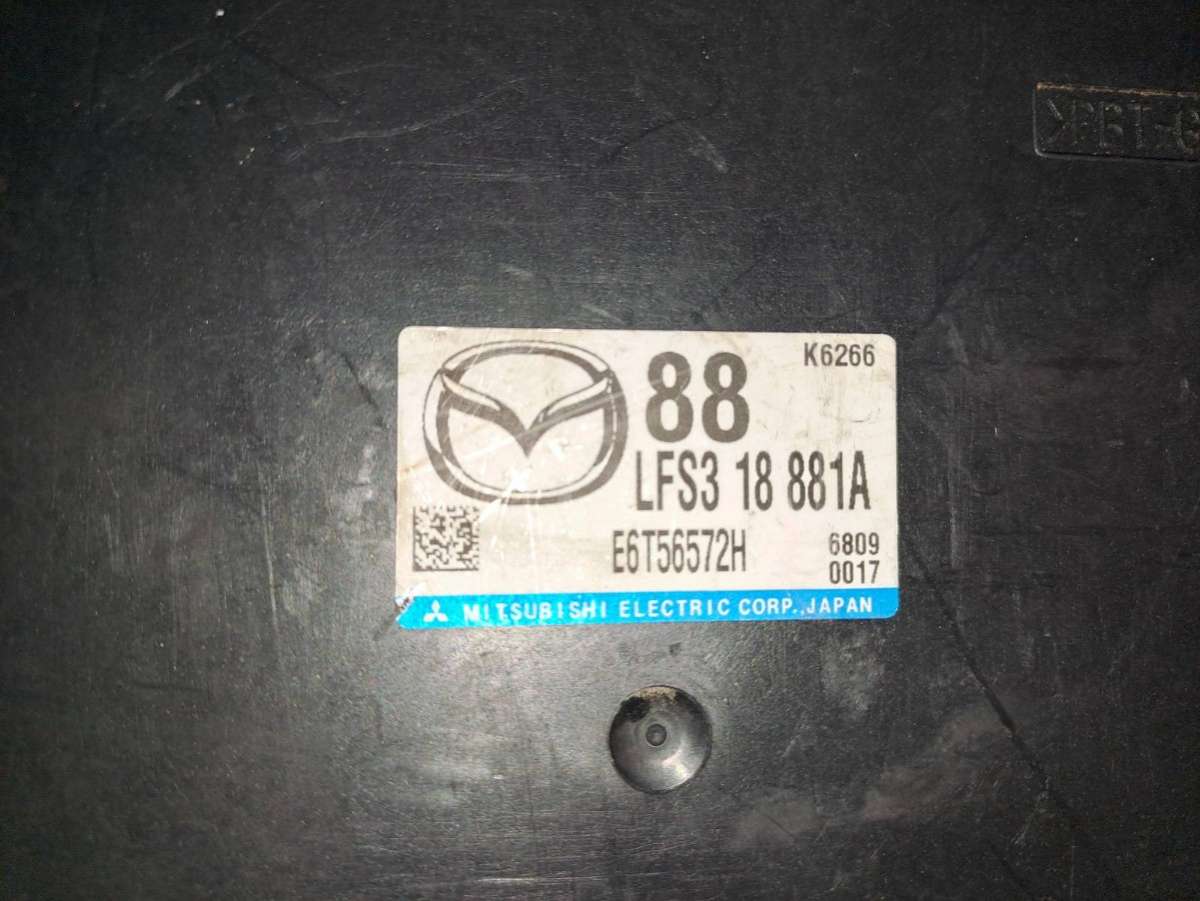 88
K6266
LFS3 18 881A
E6T56572H
6809
0017
MITSUBISHI ELECTRIC CORP.,JAPAN